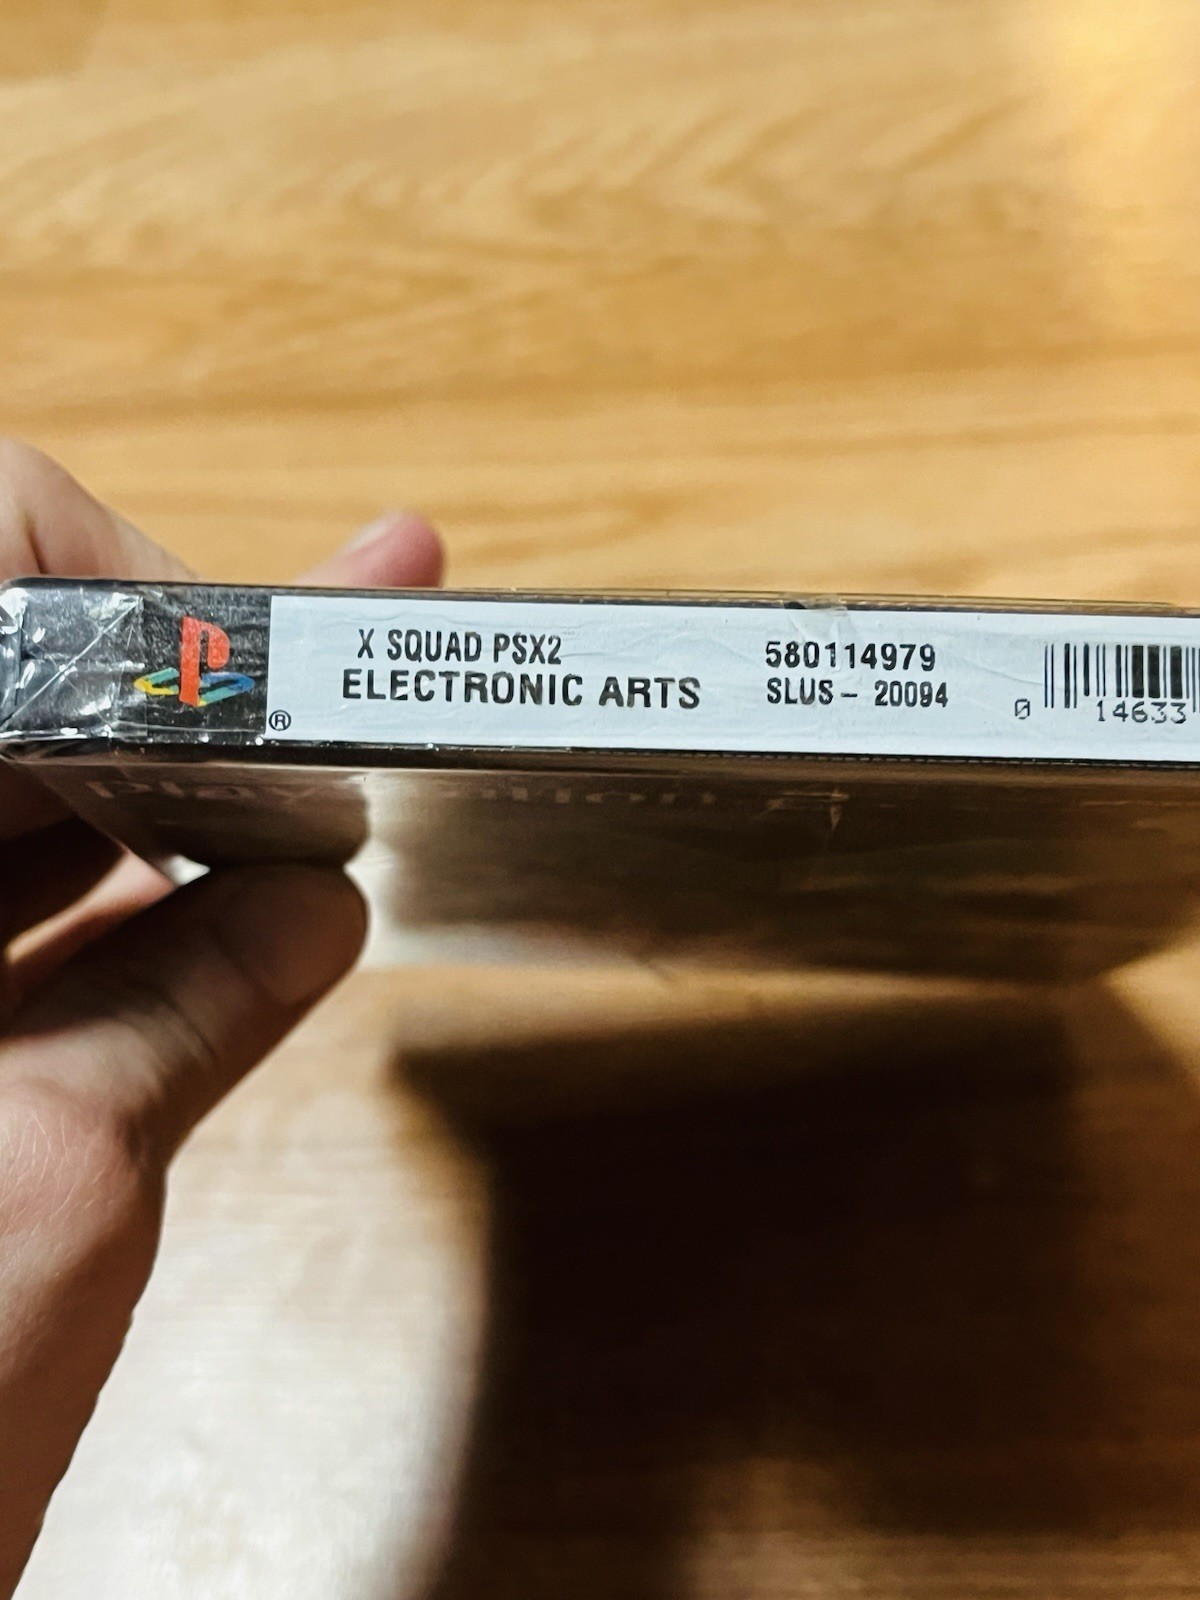 X SQUAD PSX2
ELECTRONIC ARTS
®
580114979
SLUS - 20094
0 14633